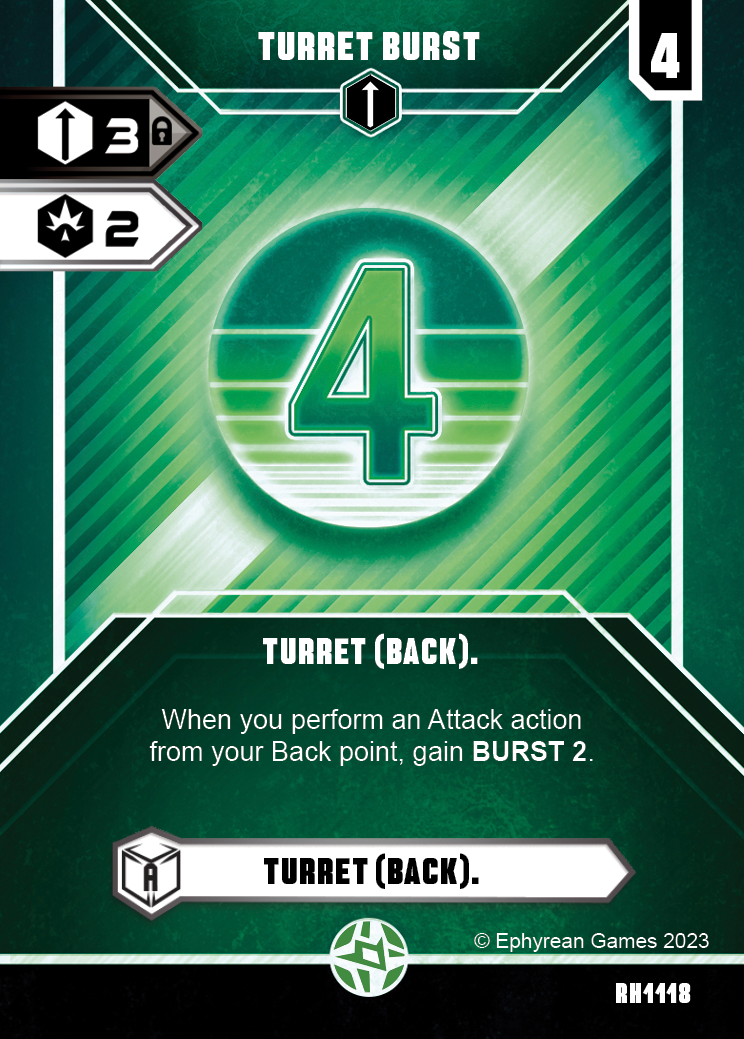 TURRET BURST
4
3
2
4
TURRET (BACK).
When you perform an Attack action
from your Back point, gain BURST 2.
A
TURRET (BACK).
© Ephyrean Games 2023
RH1118